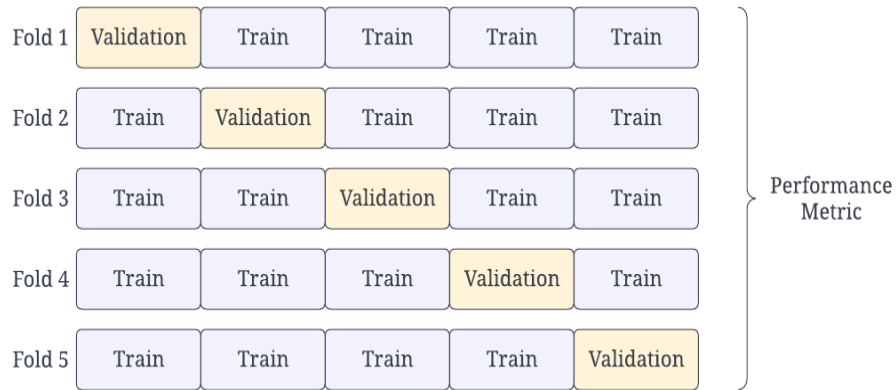 Fold 1 Validation Train Train Train Train
Fold 2 Train Validation Train Train Train
Fold 3 Train Train Validation Train Train
Fold 4 Train Train Train Validation Train
Fold 5 Train Train Train Train Validation
Performance
Metric